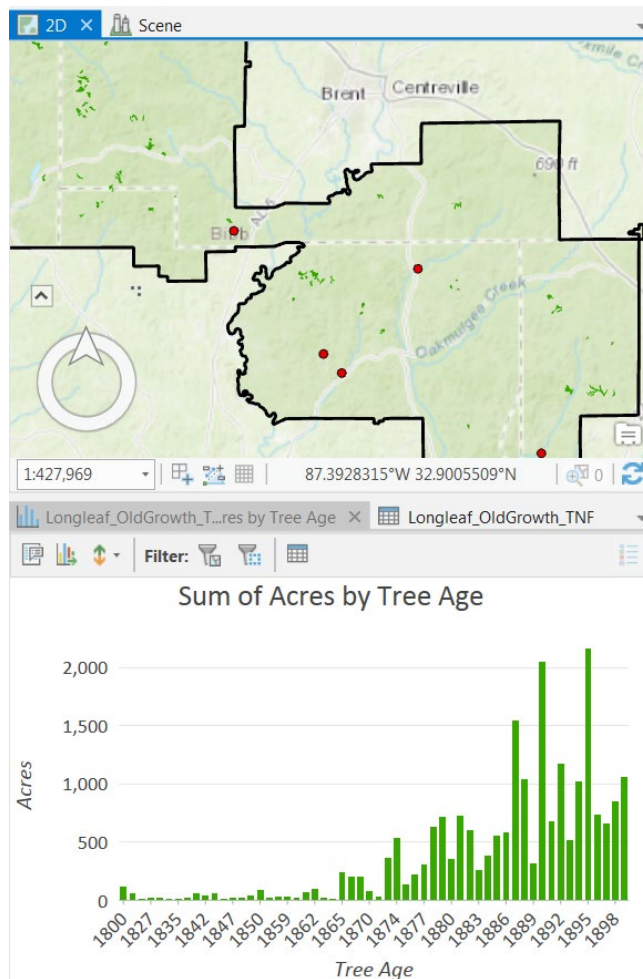 2D
Scene
Brent
Centreville
690 ft
Bibb
Oakmulgee Creek
1:427,969
87.3928315°W 32.9005509°N
0
Longleaf_OldGrowth_T...res by Tree Age
Longleaf_OldGrowth_TNF
Filter:
Sum of Acres by Tree Age
2,000
1,500
1,000
500
0
Acres
1800
1827
1835
1842
1847
1850
1859
1862
1865
1870
1874
1877
1880
1883
1886
1889
1892
1895
1898
Tree Age